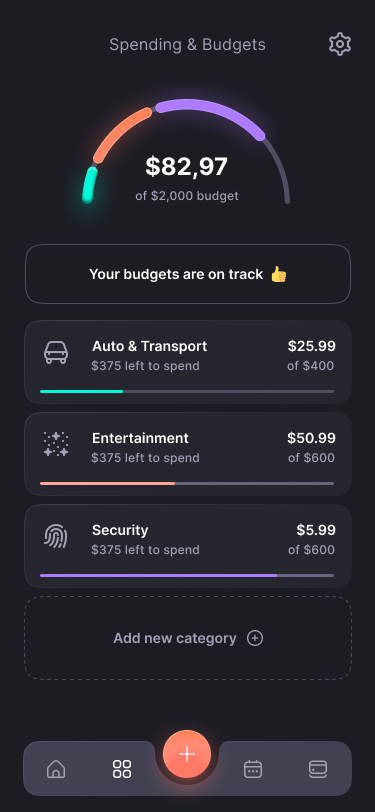 Spending & Budgets
$82,97
of $2,000 budget
Your budgets are on track 👍
Auto & Transport
$25.99
$375 left to spend
of $400
Entertainment
$50.99
$375 left to spend
of $600
Security
$5.99
$375 left to spend
of $600
Add new category